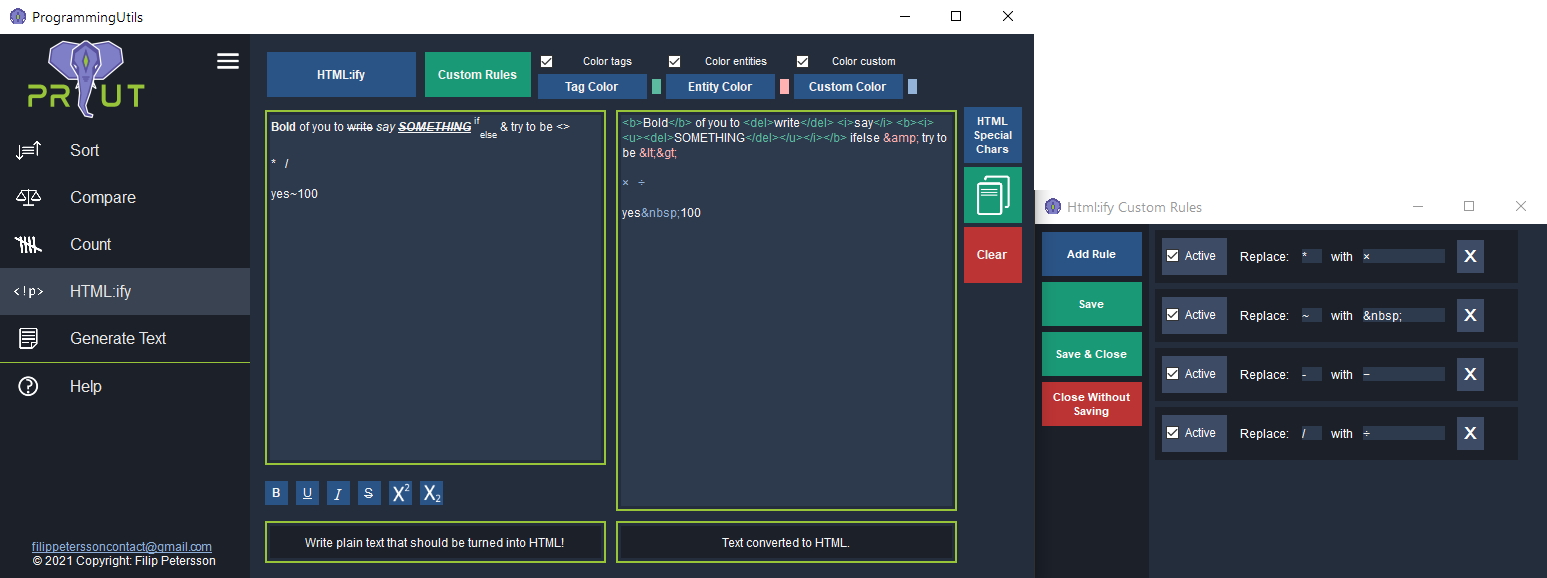 ProgrammingUtils
PR UT
Sort
Compare
Count
<!p> HTML:ify
Generate Text
Help
filippeterssoncontact@gmail.com
© 2021 Copyright: Filip Petersson
HTML:ify
Custom Rules
Color tags
Tag Color
Color entities
Entity Color
Color custom
Custom Color
Bold of you to write say SOMETHING if else & try to be <>
* /
yes~100
B U I S X2 X2
Write plain text that should be turned into HTML!
<b>Bold</b> of you to <del>write</del> <i>say</i> <b><i>
<u><del>SOMETHING</del></u></i></b> ifelse &amp; try to
be &lt;&gt;
× ÷
yes&nbsp;100
Text converted to HTML.
HTML
Special
Chars
Clear
Html:ify Custom Rules
Add Rule
Save
Save & Close
Close Without
Saving
Active Replace: * with × X
Active Replace: ~ with &nbsp; X
Active Replace: - with − X
Active Replace: / with ÷ X